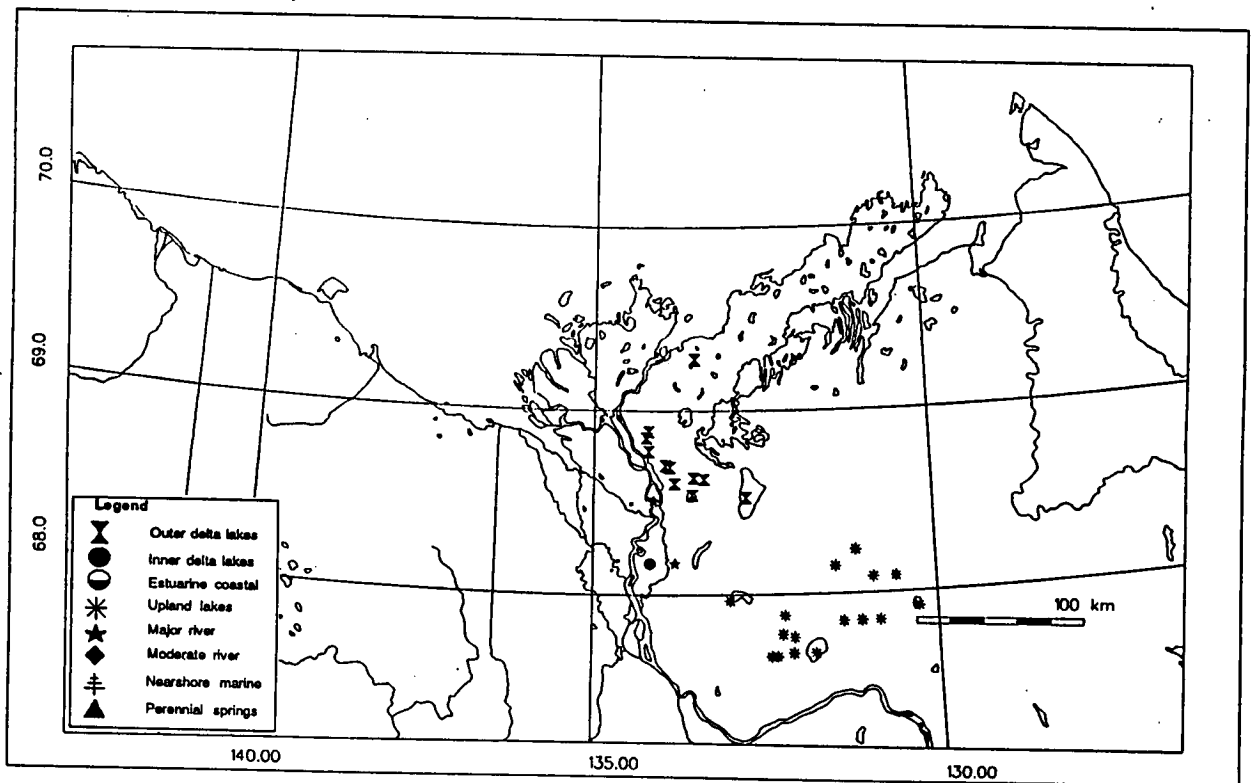 70.0
69.0
68.0
Legend
Outer delta lakes
Inner delta lakes
Estuarine coastal
Upland lakes
Major river
Moderate river
Nearshore marine
Perennial springs
0 100 km
140.00 135.00 130.00